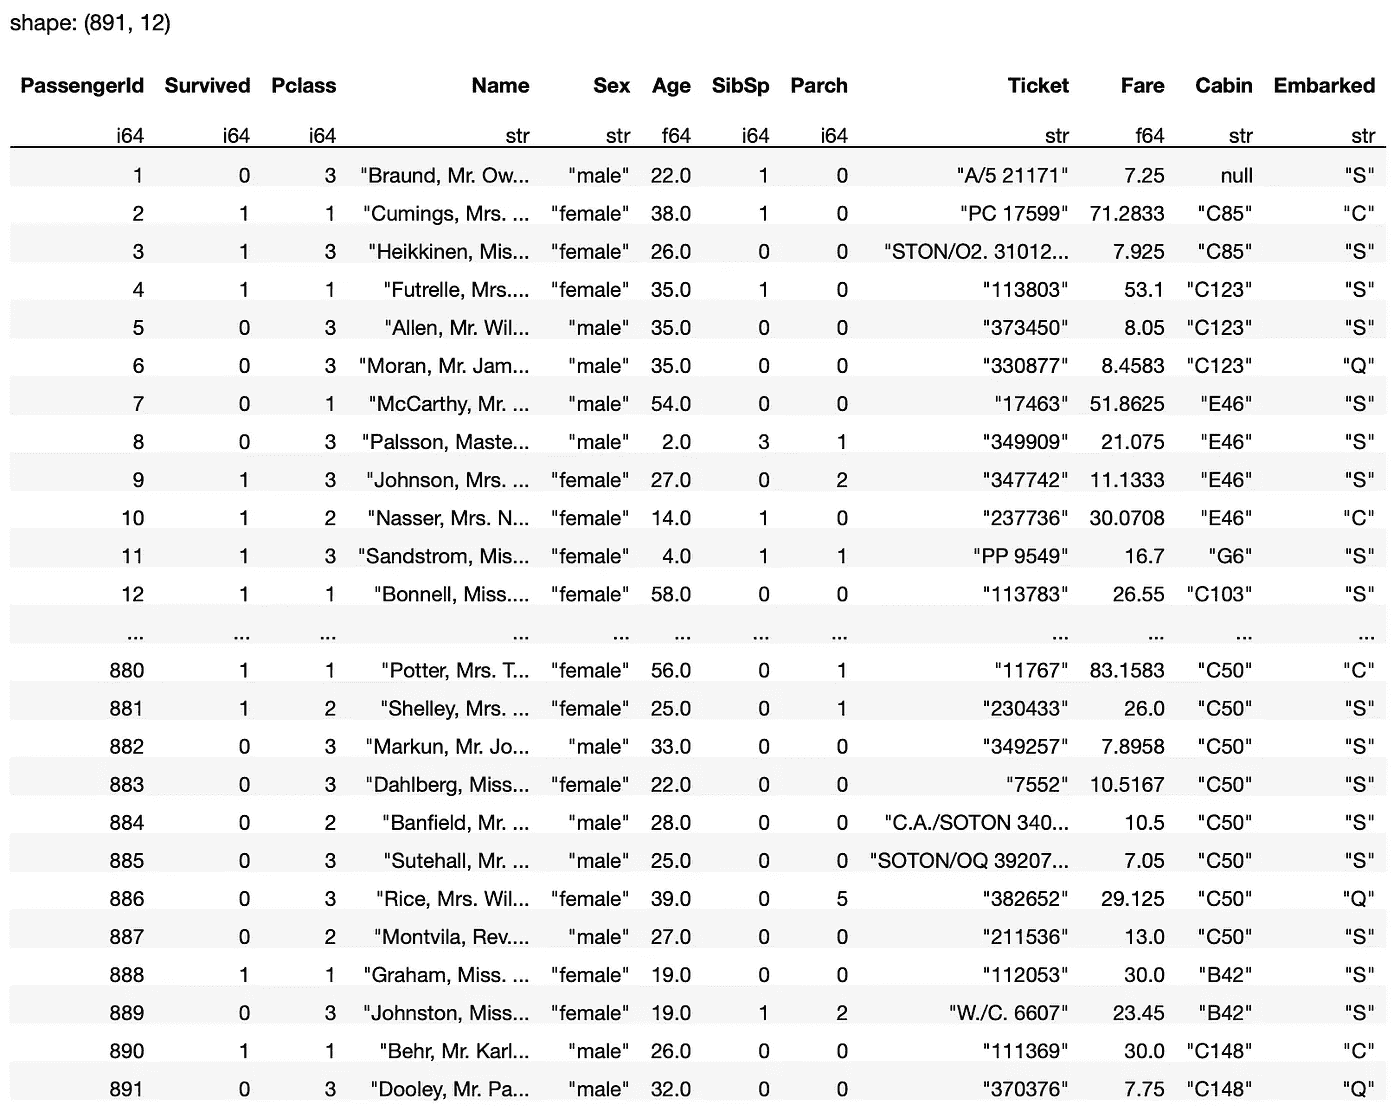 shape: (891, 12)
PassengerId Survived Pclass Name Sex Age SibSp Parch Ticket Fare Cabin Embarked
i64 i64 i64 str str f64 i64 i64 str f64 str str
1 0 3 "Braund, Mr. Ow... "male" 22.0 1 0 "A/5 21171" 7.25 null "S"
2 1 1 "Cumings, Mrs. ... "female" 38.0 1 0 "PC 17599" 71.2833 "C85" "C"
3 1 3 "Heikkinen, Mis... "female" 26.0 0 0 "STON/O2. 31012... 7.925 "C85" "S"
4 1 1 "Futrelle, Mrs.... "female" 35.0 1 0 "113803" 53.1 "C123" "S"
5 0 3 "Allen, Mr. Wil... "male" 35.0 0 0 "373450" 8.05 "C123" "S"
6 0 3 "Moran, Mr. Jam... "male" 35.0 0 0 "330877" 8.4583 "C123" "Q"
7 0 1 "McCarthy, Mr. ... "male" 54.0 0 0 "17463" 51.8625 "E46" "S"
8 0 3 "Palsson, Maste... "male" 2.0 3 1 "349909" 21.075 "E46" "S"
9 1 3 "Johnson, Mrs. ... "female" 27.0 0 2 "347742" 11.1333 "E46" "S"
10 1 2 "Nasser, Mrs. N... "female" 14.0 1 0 "237736" 30.0708 "E46" "C"
11 1 3 "Sandstrom, Mis... "female" 4.0 1 1 "PP 9549" 16.7 "G6" "S"
12 1 1 "Bonnell, Miss.... "female" 58.0 0 0 "113783" 26.55 "C103" "S"
... ... ... ... ... ... ... ... ... ... ... ...
880 1 1 "Potter, Mrs. T... "female" 56.0 0 1 "11767" 83.1583 "C50" "C"
881 1 2 "Shelley, Mrs. ... "female" 25.0 0 1 "230433" 26.0 "C50" "S"
882 0 3 "Markun, Mr. Jo... "male" 33.0 0 0 "349257" 7.8958 "C50" "S"
883 0 3 "Dahlberg, Miss... "female" 22.0 0 0 "7552" 10.5167 "C50" "S"
884 0 2 "Banfield, Mr. ... "male" 28.0 0 0 "C.A./SOTON 340... 10.5 "C50" "S"
885 0 3 "Sutehall, Mr. ... "male" 25.0 0 0 "SOTON/OQ 39207... 7.05 "C50" "S"
886 0 3 "Rice, Mrs. Wil... "female" 39.0 0 5 "382652" 29.125 "C50" "Q"
887 0 2 "Montvila, Rev.... "male" 27.0 0 0 "211536" 13.0 "C50" "S"
888 1 1 "Graham, Miss. ... "female" 19.0 0 0 "112053" 30.0 "B42" "S"
889 0 3 "Johnston, Miss... "female" 19.0 1 2 "W./C. 6607" 23.45 "B42" "S"
890 1 1 "Behr, Mr. Karl... "male" 26.0 0 0 "111369" 30.0 "C148" "C"
891 0 3 "Dooley, Mr. Pa... "male" 32.0 0 0 "370376" 7.75 "C148" "Q"